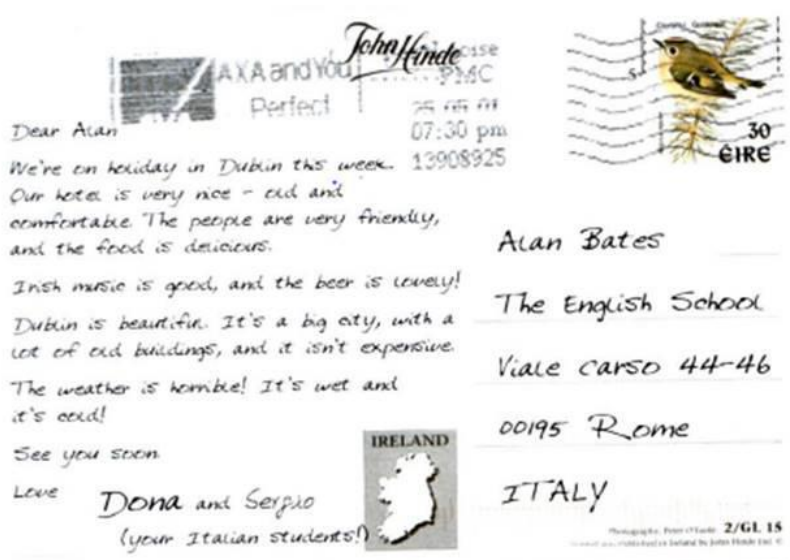 John Hinde
AXA and You
Perfect
PMC
25 05 01
07:30 pm
13908925
30
ÉIRE
Dear Alan
We're on holiday in Dublin this week.
Our hotel is very nice – old and
comfortable. The people are very friendly,
and the food is delicious.
Irish music is good, and the beer is lovely!
Dublin is beautiful. It's a big city, with a
lot of old buildings, and it isn't expensive.
The weather is horrible! It's wet and
it's cold!
See you soon
Love Dona and Sergio
(your Italian students!)
Alan Bates
The English School
Viale Carso 44-46
00195 Rome
ITALY
IRELAND
2/GL 15